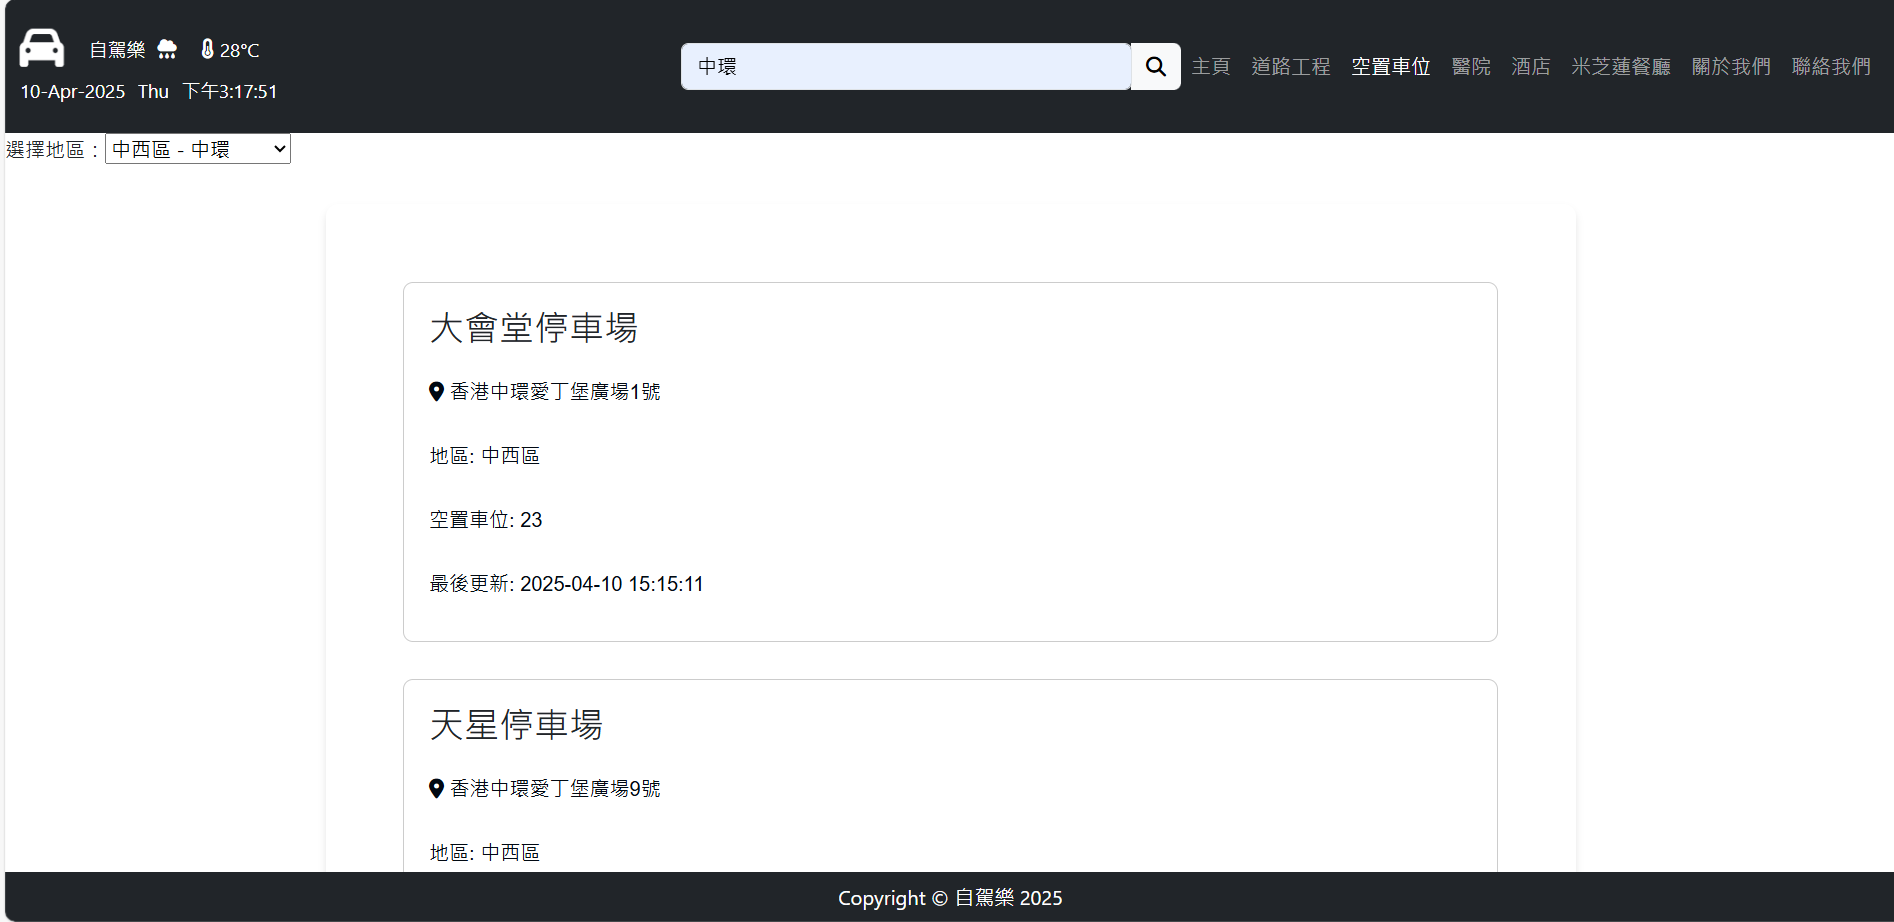 自駕樂 28°C
10-Apr-2025 Thu 下午3:17:51
中環
主頁 道路工程 空置車位 醫院 酒店 米芝蓮餐廳 關於我們 聯絡我們
選擇地區 : 中西區 - 中環
大會堂停車場
香港中環愛丁堡廣場1號
地區: 中西區
空置車位: 23
最後更新: 2025-04-10 15:15:11
天星停車場
香港中環愛丁堡廣場9號
地區: 中西區
Copyright © 自駕樂 2025